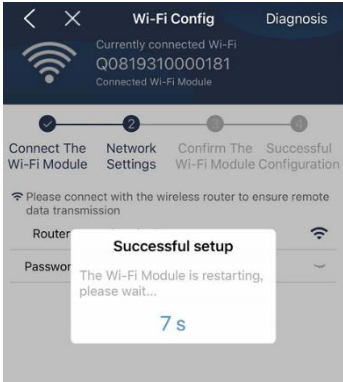 Wi-Fi Config
Diagnosis
Currently connected Wi-Fi
Q0819310000181
Connected Wi-Fi Module
2
3
4
Connect The Wi-Fi Module
Network Settings
Confirm The Wi-Fi Module
Successful Configuration
Please connect with the wireless router to ensure remote
data transmission
Router
Successful setup
The Wi-Fi Module is restarting,
please wait...
7 s